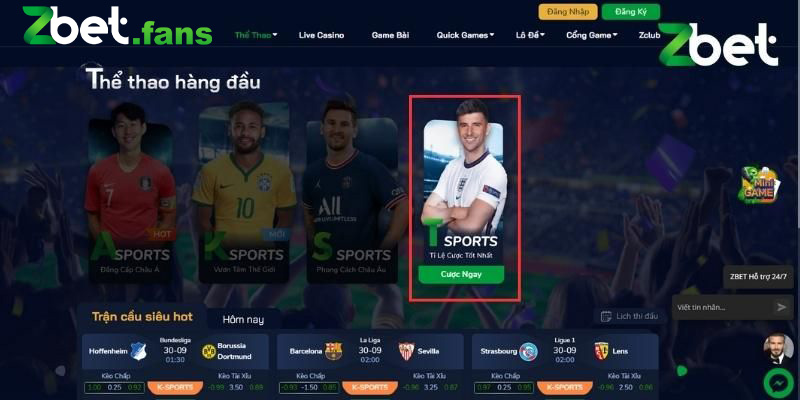 Zbet.fans
Đăng Nhập
Đăng Ký
Thể Thao
Live Casino
Game Bài
Quick Games
Lô Đề
Cổng Game
Zclub
Zbet
Thể thao hàng đầu
7
10
ALL
A SPORTS
HOT
Đẳng Cấp Châu Á
K SPORTS
MỚI
Vươn Tầm Thế Giới
S SPORTS
Phong Cách Châu Âu
T SPORTS
Tỉ Lệ Cược Tốt Nhất
Cược Ngay
Mini
GAME
ZBET Hỗ trợ 24/7
Viết tin nhắn...
Trận cầu siêu hot
Hôm nay
Lịch thi đấu
Hoffenheim
Bundesliga
30-09
01:30
Borussia
Dortmund
Kèo Chấp
Kèo Tài Xỉu
1.00 0.25 0.92
K-SPORTS
-0.99 3.50 0.89
Barcelona
La Liga
30-09
02:00
Sevilla
Kèo Chấp
Kèo Tài Xỉu
-0.93 -1.50 0.85
K-SPORTS
-0.96 3.25 0.87
Strasbourg
Ligue 1
30-09
02:00
Lens
Kèo Chấp
Kèo Tài Xỉu
0.97 0.25 0.95
K-SPORTS
-0.96 2.50 0.86